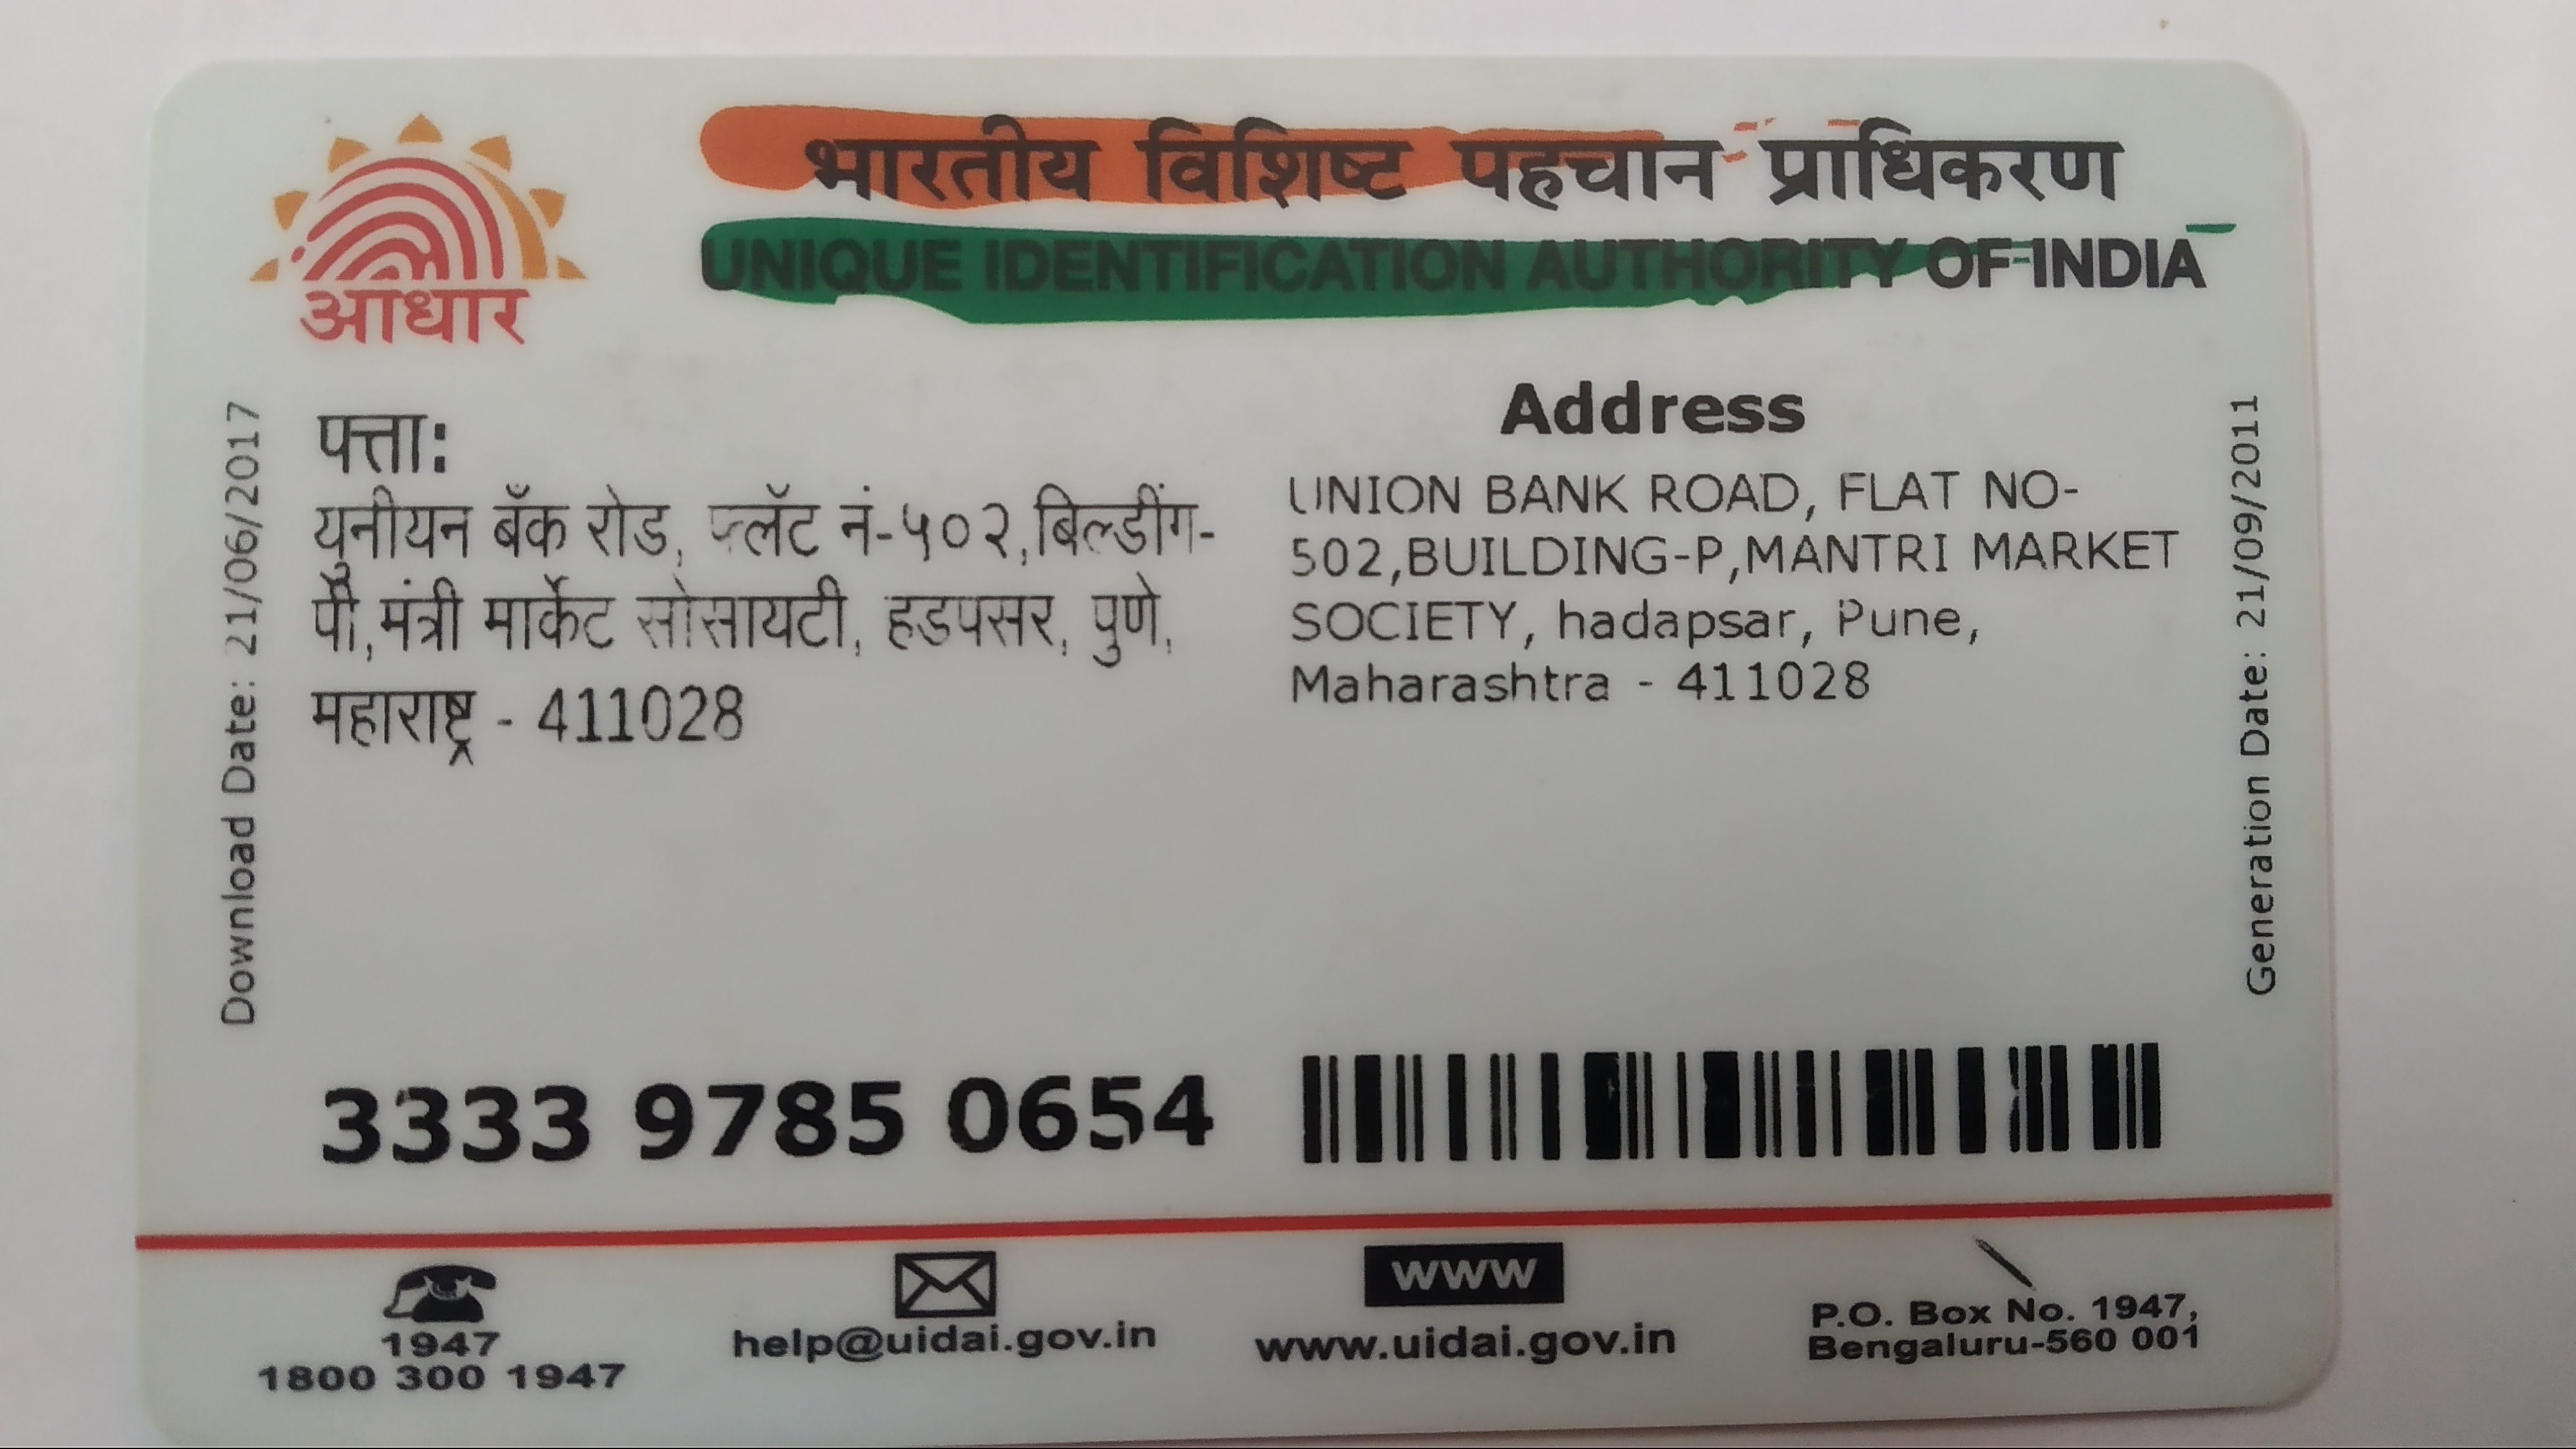 भारतीय विशिष्ट पहचान प्राधिकरण
UNIQUE IDENTIFICATION AUTHORITY OF INDIA
आधार
Download Date: 21/06/2017
पत्ता:
युनीयन बँक रोड, फ्लॅट नं-५०२,बिल्डींग-
पी,मंत्री मार्केट सोसायटी, हडपसर, पुणे,
महाराष्ट्र - 411028
Address
UNION BANK ROAD, FLAT NO-
502,BUILDING-P,MANTRI MARKET
SOCIETY, hadapsar, Pune,
Maharashtra - 411028
Generation Date: 21/09/2011
3333 9785 0654
1947
1800 300 1947
help@uidai.gov.in
www
www.uidai.gov.in
P.O. Box No. 1947,
Bengaluru-560 001